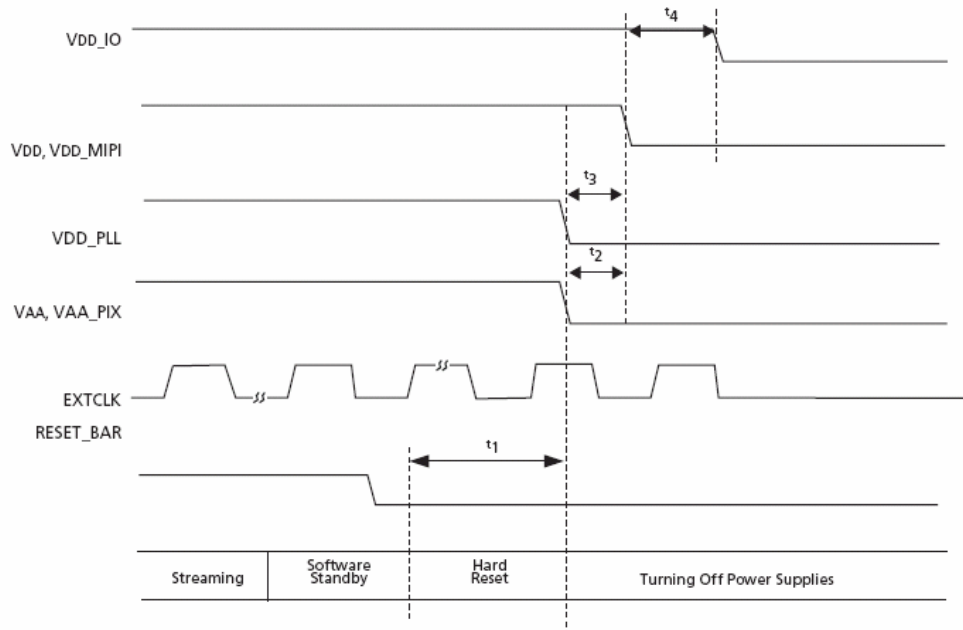 t4
VDD_IO
VDD, VDD_MIPI
t3
VDD_PLL
t2
VAA, VAA_PIX
EXTCLK
RESET_BAR
t1
Streaming
Software
Standby
Hard
Reset
Turning Off Power Supplies